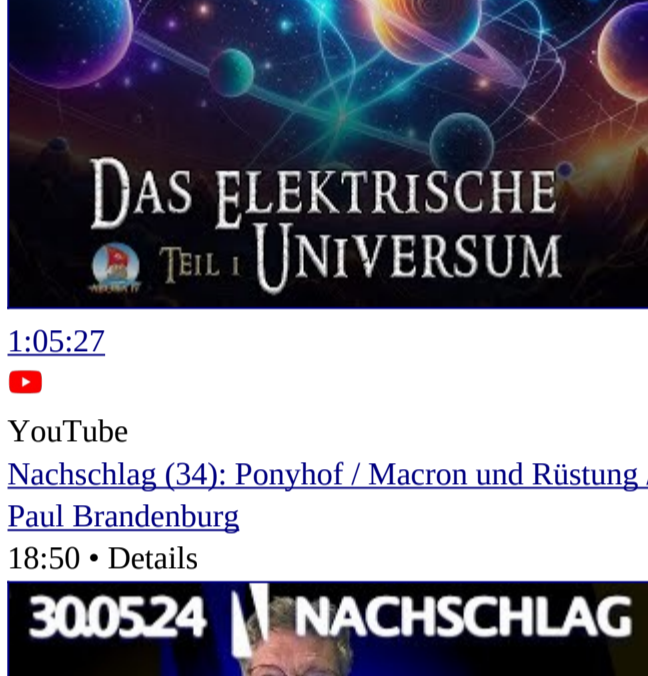 DAS ELEKTRISCHE
TEIL I UNIVERSUM
1:05:27
YouTube
Nachschlag (34): Ponyhof / Macron und Rüstung /
Paul Brandenburg
18:50 • Details
30.05.24 NACHSCHLAG